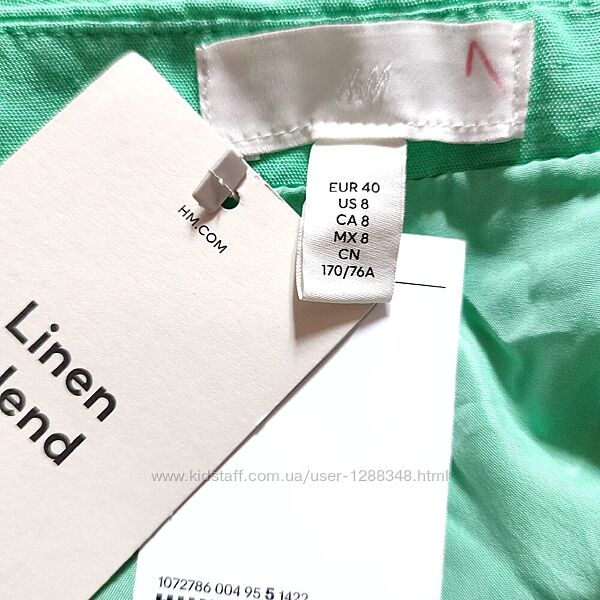 H&M
EUR 40
US 8
CA 8
MX 8
CN
170/76A
HM.COM
Linen
lend
www.kidstaff.com.ua/user-1288348.html
1072786 004 95 5 1422